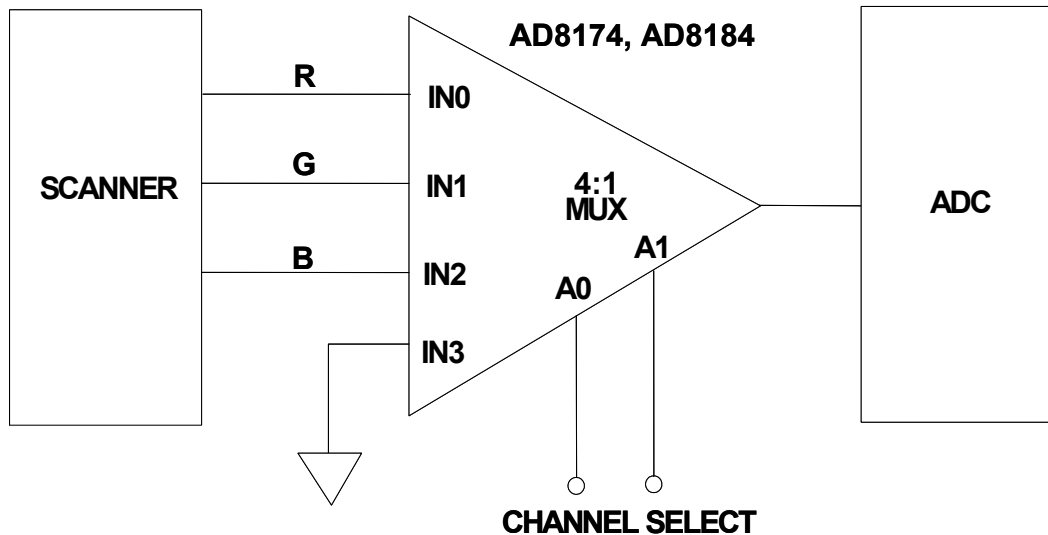 AD8174, AD8184
R
IN0
G
IN1
SCANNER
4:1
MUX
ADC
B
IN2
A1
A0
IN3
CHANNEL SELECT